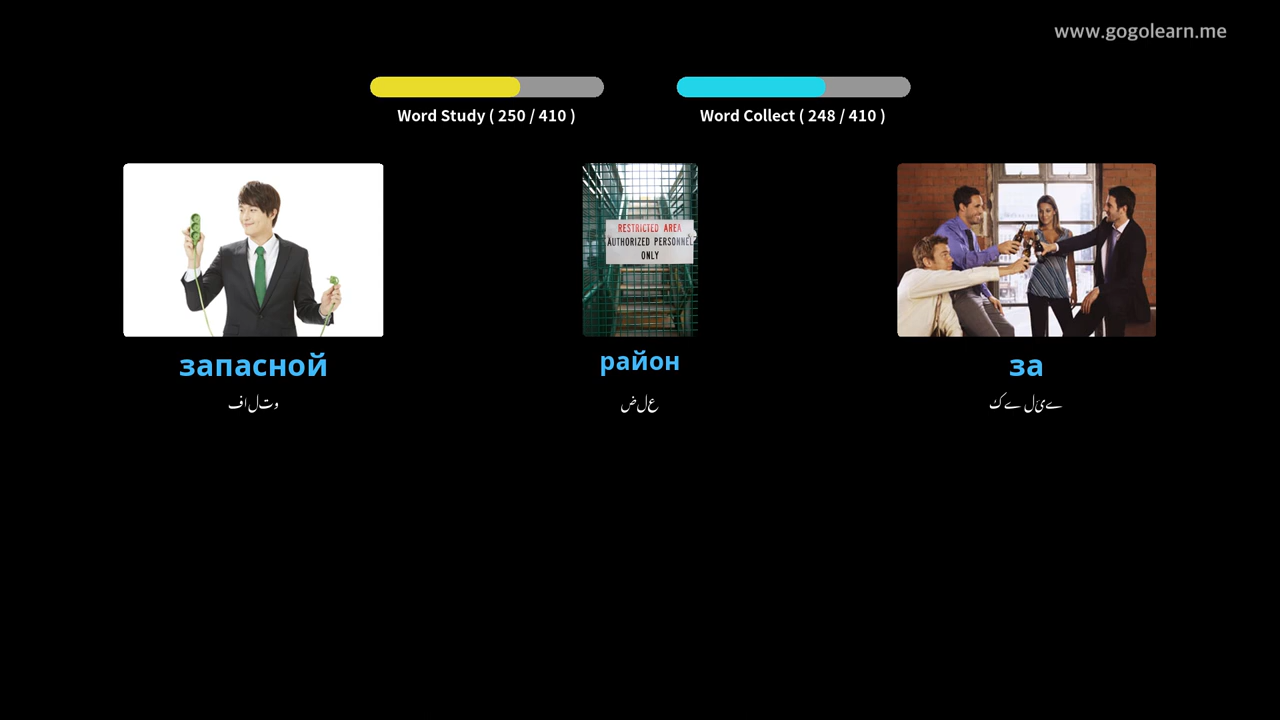 www.gogolearn.me
Word Study ( 250 / 410 )
Word Collect ( 248 / 410 )
RESTRICTED AREA
AUTHORIZED PERSONNEL
ONLY
запасной
район
за
فالتو
ضلع
کے لئے